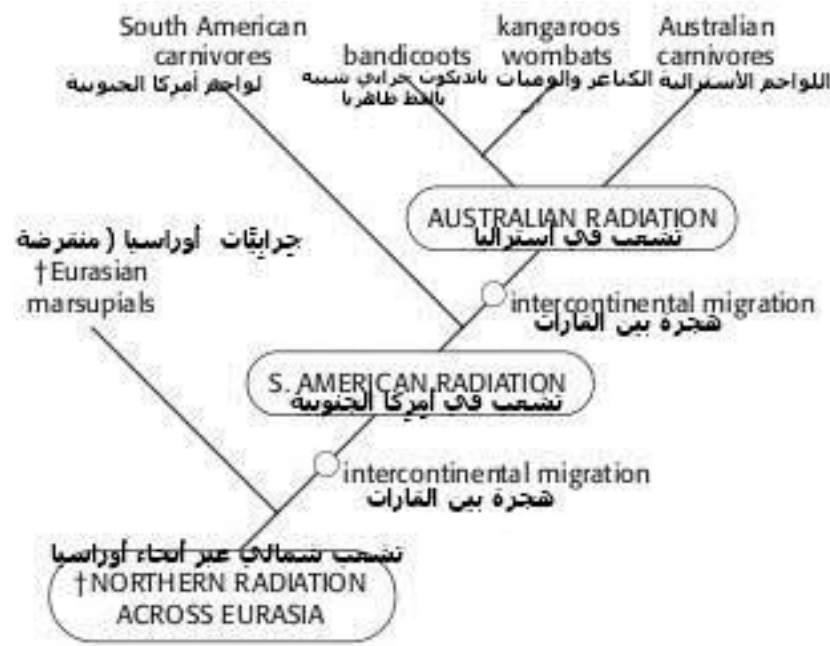 South American
carnivores
لواحم أمركا الجنوبية
bandicoots
باندیکوت جرابي شبيه
بالقط ظاهريا
kangaroos
wombats
الكناغر والومبات
Australian
carnivores
اللواحم الأسترالية
AUSTRALIAN RADIATION
تشعب في أستراليا
جرابيَّات أوراسيا ( منقرضة
†Eurasian
marsupials
intercontinental migration
هجرة بين القارات
S. AMERICAN RADIATION
تشعب في أمركا الجنوبية
intercontinental migration
هجرة بين القارات
تشعب شمالي عبر أنحاء أوراسيا
†NORTHERN RADIATION
ACROSS EURASIA